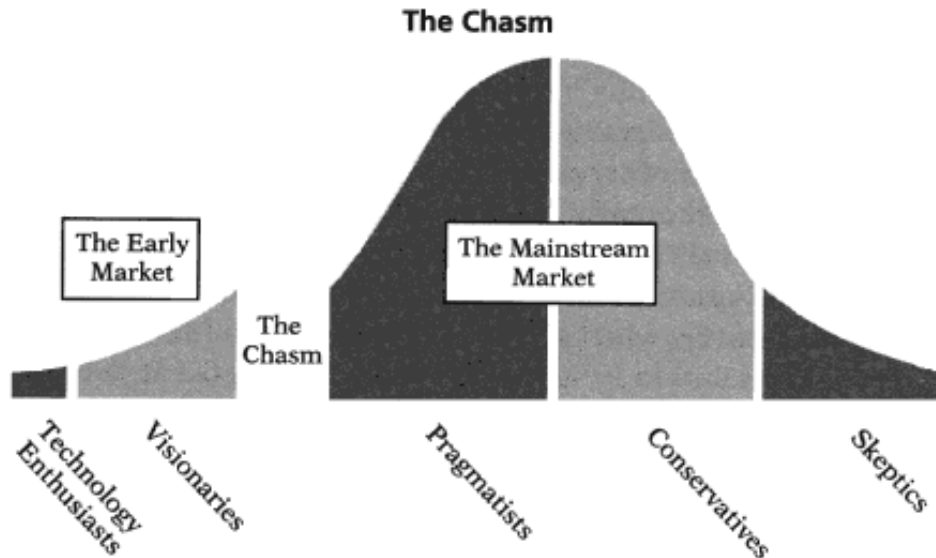 The Chasm
The Early
Market
The Mainstream
Market
The
Chasm
Technology
Enthusiasts
Visionaries
Pragmatists
Conservatives
Skeptics